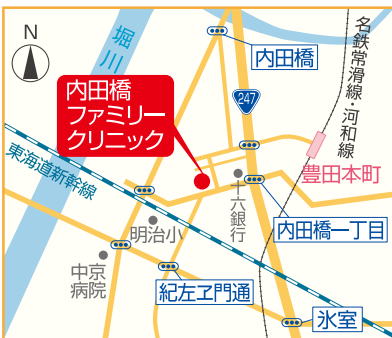 N
堀川
内田橋
名鉄常滑線・河和線
内田橋
ファミリー
クリニック
247
豊田本町
東海道新幹線
十六銀行
明治小
内田橋一丁目
中京
病院
紀左ヱ門通
氷室